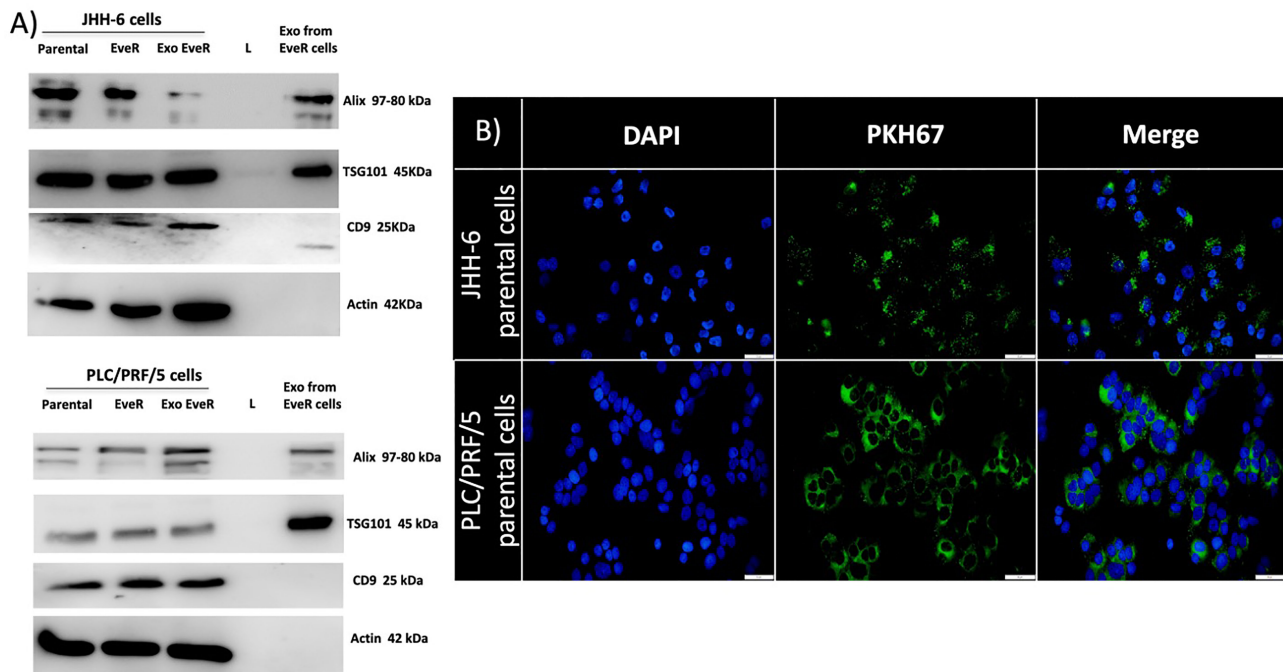 A)
JHH-6 cells
Parental EveR Exo EveR L Exo from EveR cells
Alix 97-80 kDa
TSG101 45KDa
CD9 25KDa
Actin 42KDa
PLC/PRF/5 cells
Parental EveR Exo EveR L Exo from EveR cells
Alix 97-80 kDa
TSG101 45 kDa
CD9 25 kDa
Actin 42 kDa
B) DAPI PKH67 Merge
JHH-6
parental cells
PLC/PRF/5
parental cells